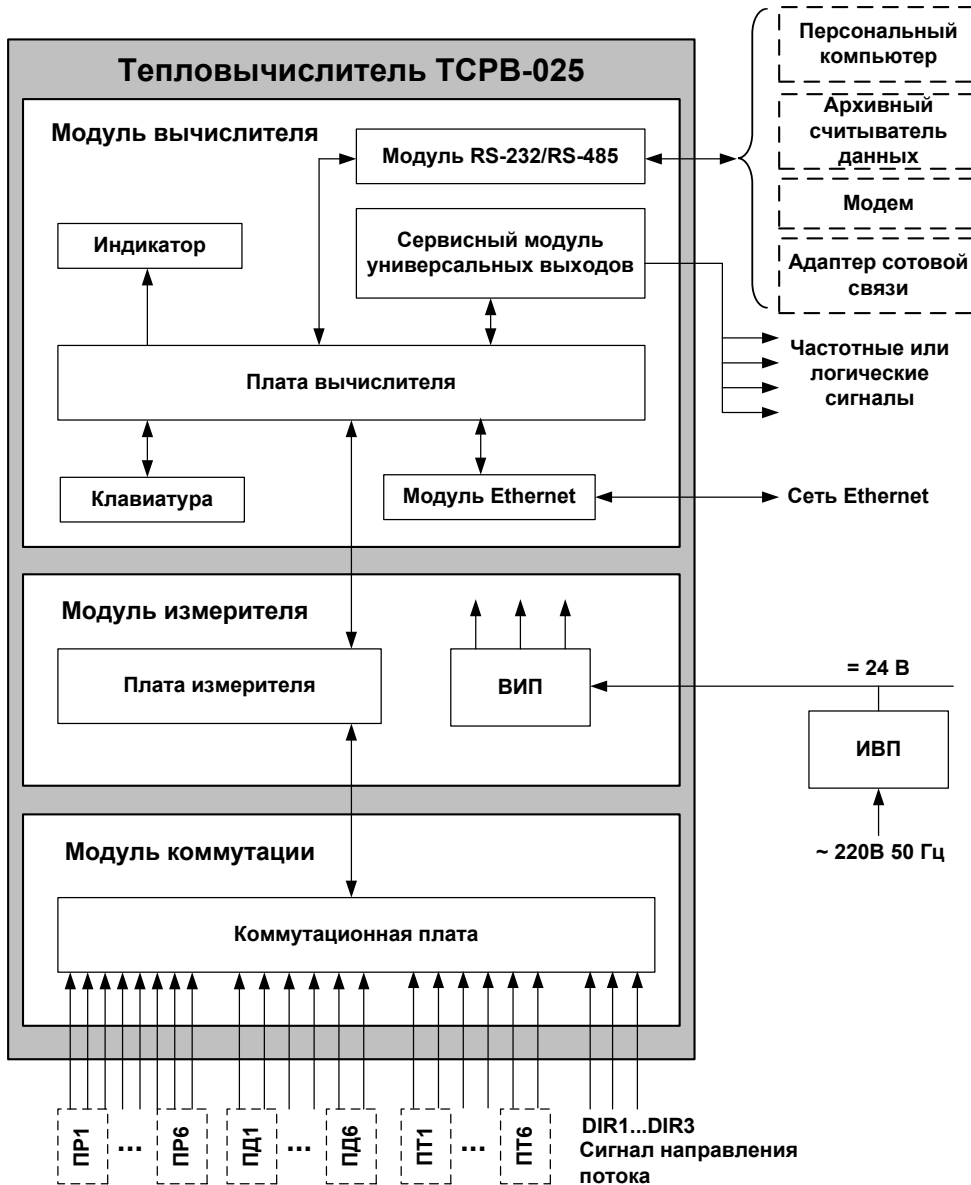 Персональный
компьютер
Тепловычислитель ТСРВ-025
Архивный
считыватель
данных
Модуль вычислителя
Модуль RS-232/RS-485
Модем
Индикатор
Сервисный модуль
универсальных выходов
Адаптер сотовой
связи
Частотные или
логические
сигналы
Плата вычислителя
Клавиатура
Модуль Ethernet
Сеть Ethernet
Модуль измерителя
Плата измерителя
ВИП
= 24 В
ИВП
~ 220В 50 Гц
Модуль коммутации
Коммутационная плата
ПР1 ... ПР6 ПД1 ... ПД6 ПТ1 ... ПТ6
DIR1...DIR3
Сигнал направления
потока